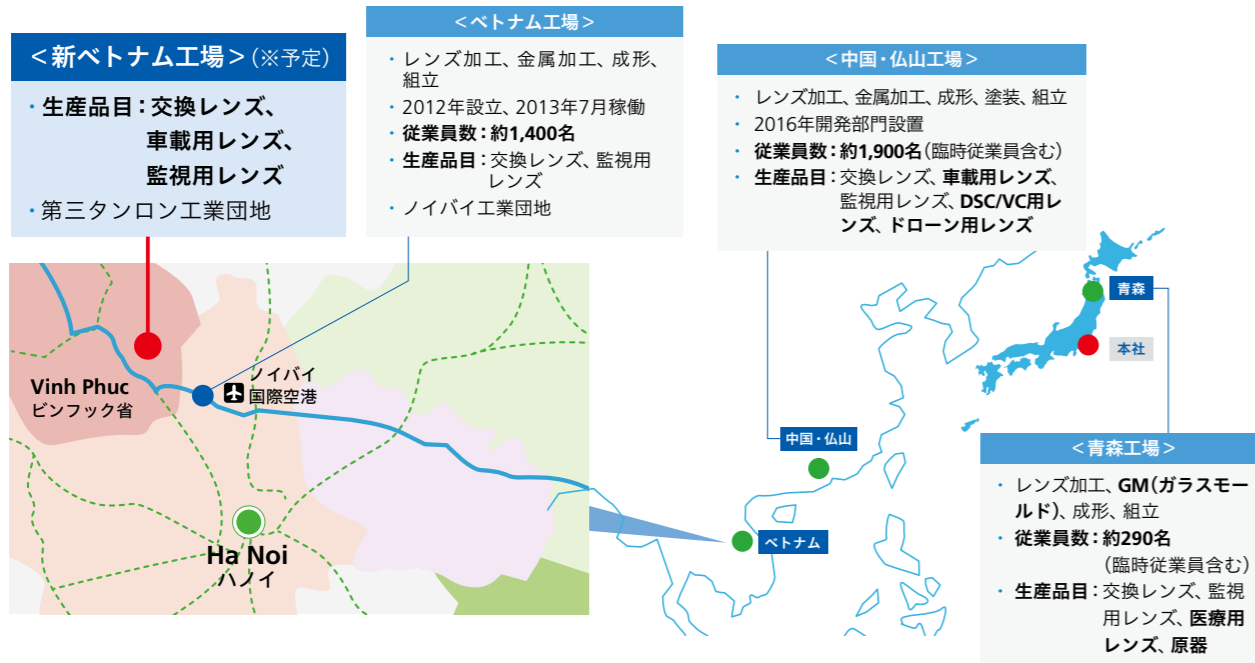 ＜新ベトナム工場＞(※予定)
・生産品目：交換レンズ、
車載用レンズ、
監視用レンズ
・第三タンロン工業団地
＜ベトナム工場＞
・レンズ加工、金属加工、成形、
組立
・2012年設立、2013年7月稼働
・従業員数：約1,400名
・生産品目：交換レンズ、監視用
レンズ
・ノイバイ工業団地
＜中国・仏山工場＞
・レンズ加工、金属加工、成形、塗装、組立
・2016年開発部門設置
・従業員数：約1,900名(臨時従業員含む)
・生産品目：交換レンズ、車載用レンズ、
監視用レンズ、DSC/VC用レ
ンズ、ドローン用レンズ
青森
本社
Vinh Phuc
ビンフック省
ノイバイ
国際空港
Ha Noi
ハノイ
中国・仏山
ベトナム
＜青森工場＞
・レンズ加工、GM(ガラスモー
ルド)、成形、組立
・従業員数：約290名
(臨時従業員含む)
・生産品目：交換レンズ、監視
用レンズ、医療用
レンズ、原器